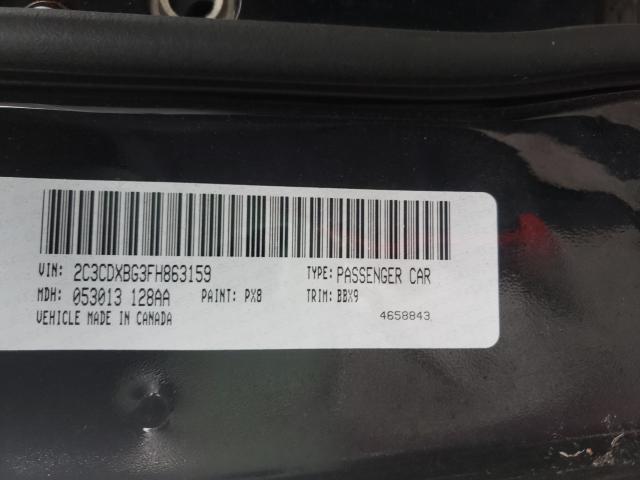 VIN: 2C3CDXBG3FH863159 TYPE: PASSENGER CAR
MDH: 053013 128AA PAINT: PX8 TRIM: BBX9
VEHICLE MADE IN CANADA 4658843